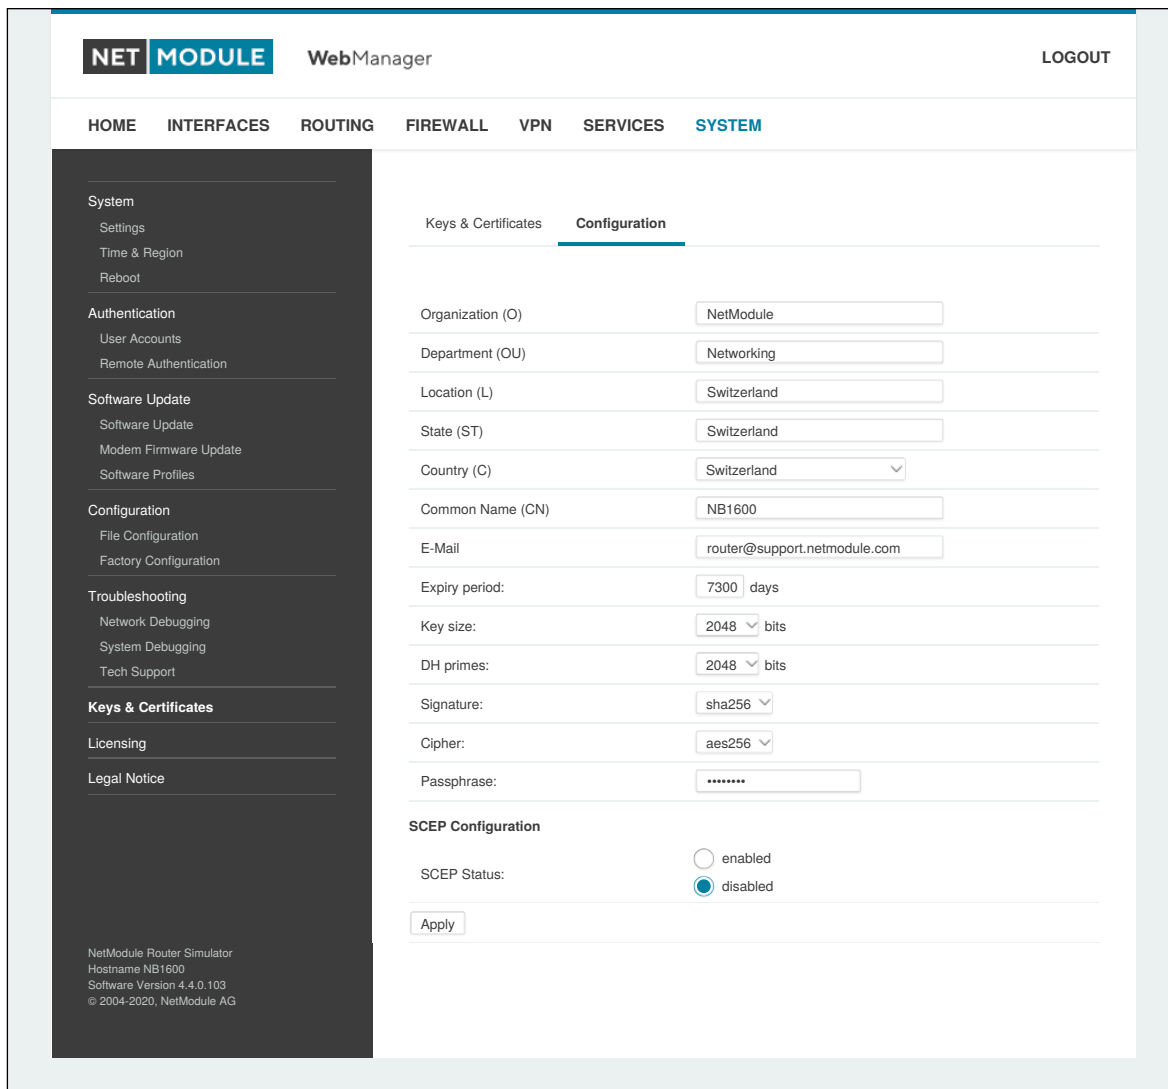 NET MODULE WebManager LOGOUT
HOME INTERFACES ROUTING FIREWALL VPN SERVICES SYSTEM
System
Settings
Time & Region
Reboot
Authentication
User Accounts
Remote Authentication
Software Update
Software Update
Modem Firmware Update
Software Profiles
Configuration
File Configuration
Factory Configuration
Troubleshooting
Network Debugging
System Debugging
Tech Support
Keys & Certificates
Licensing
Legal Notice
NetModule Router Simulator
Hostname NB1600
Software Version 4.4.0.103
© 2004-2020, NetModule AG
Keys & Certificates Configuration
Organization (O) NetModule
Department (OU) Networking
Location (L) Switzerland
State (ST) Switzerland
Country (C) Switzerland
Common Name (CN) NB1600
E-Mail router@support.netmodule.com
Expiry period: 7300 days
Key size: 2048 bits
DH primes: 2048 bits
Signature: sha256
Cipher: aes256
Passphrase: ••••••••
SCEP Configuration
SCEP Status: enabled
disabled
Apply